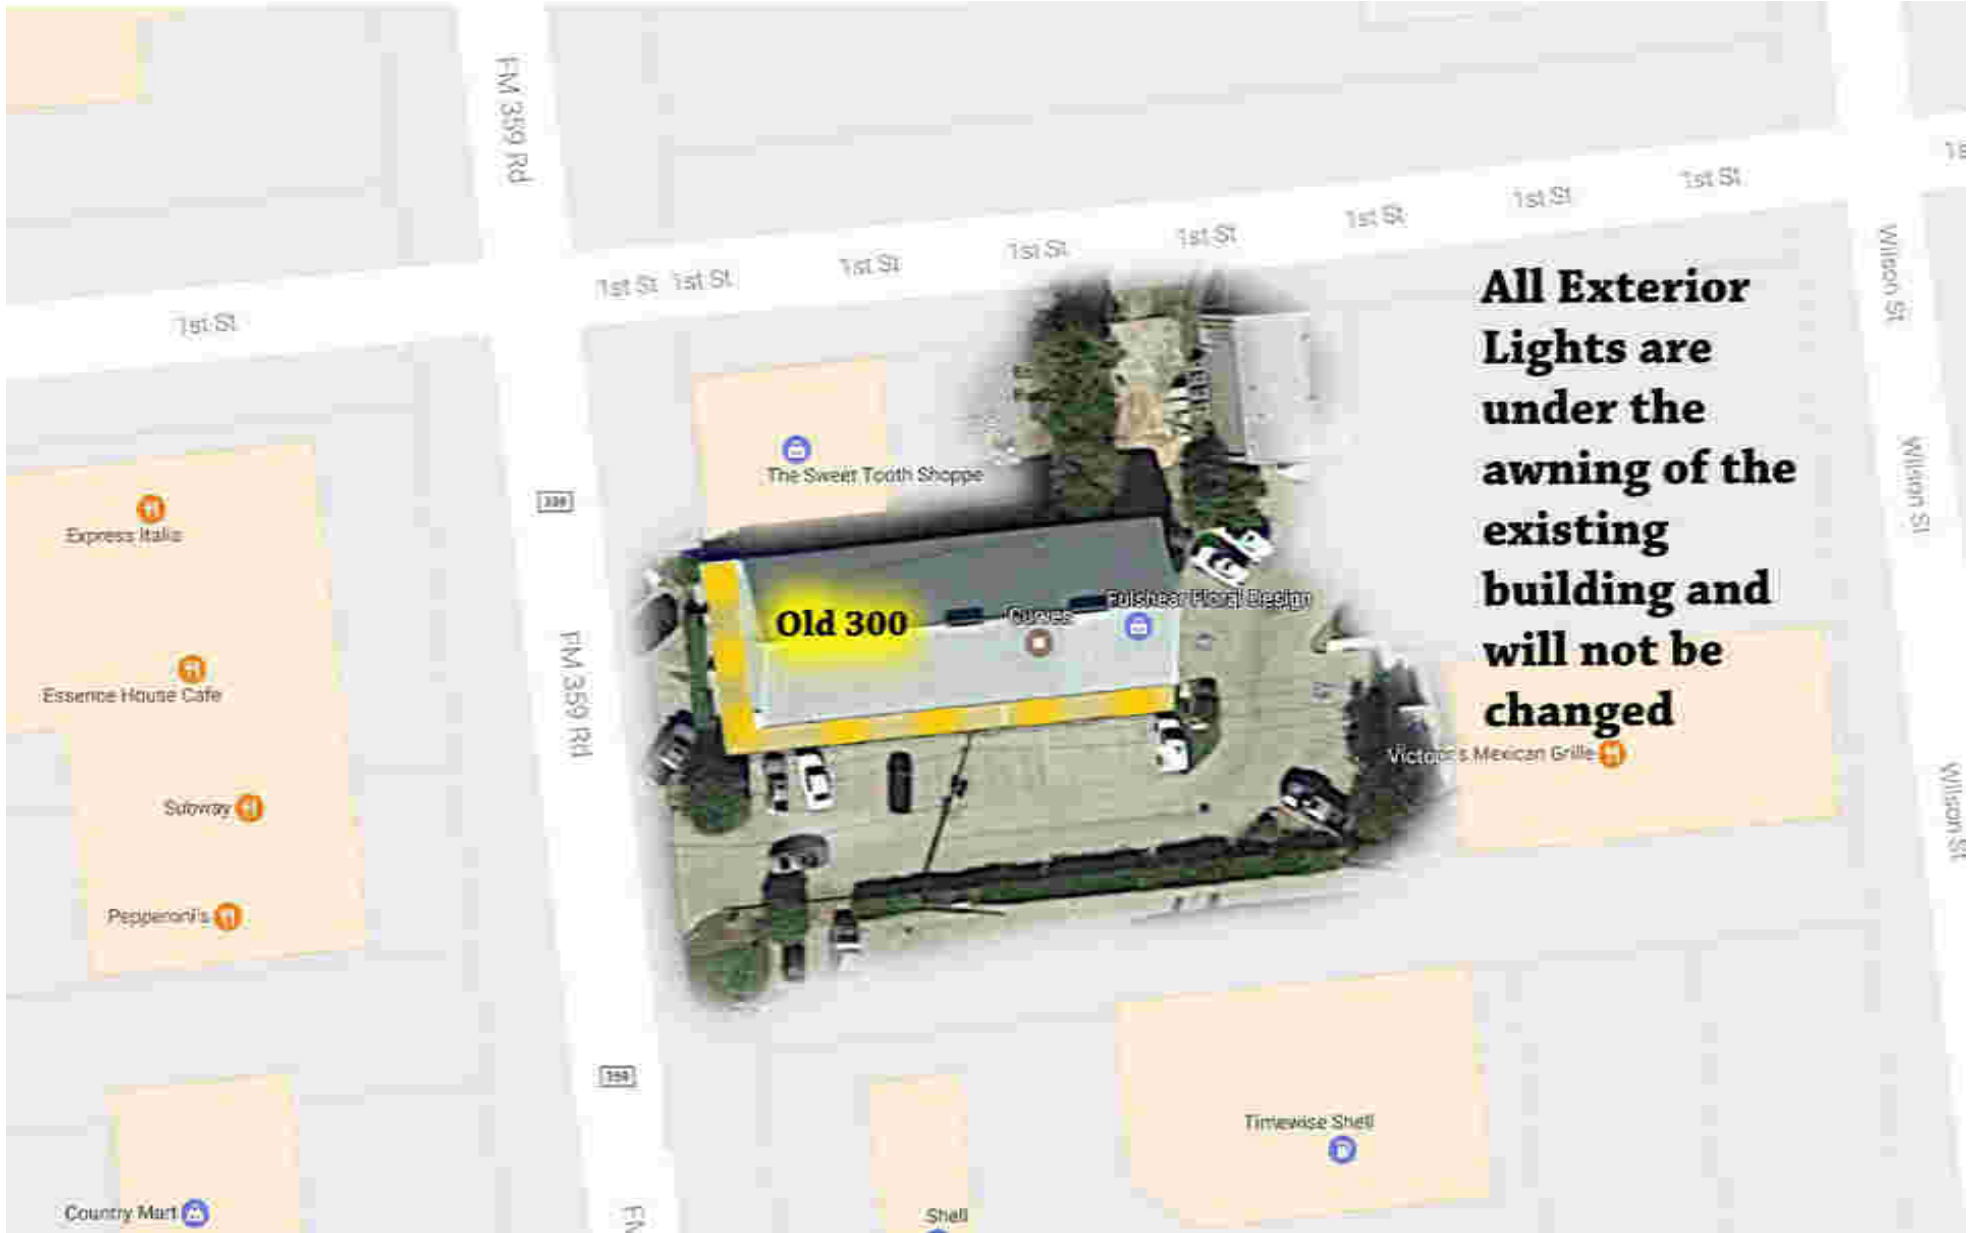 FM 359 Rd
1st St
1st St
1st St
1st St
1st St
1st St
1st St
1st St
1st St
Wilson St
All Exterior
Lights are
under the
awning of the
existing
building and
will not be
changed
The Sweet Tooth Shoppe
Express Italia
Wilson St
Old 300
Curves
Fulshear Floral Design
FM 359 Rd
Essence House Cafe
Subway
Victor's Mexican Grille
Wilson St
Pepperoni's
359
Timewise Shell
Country Mart
Shell